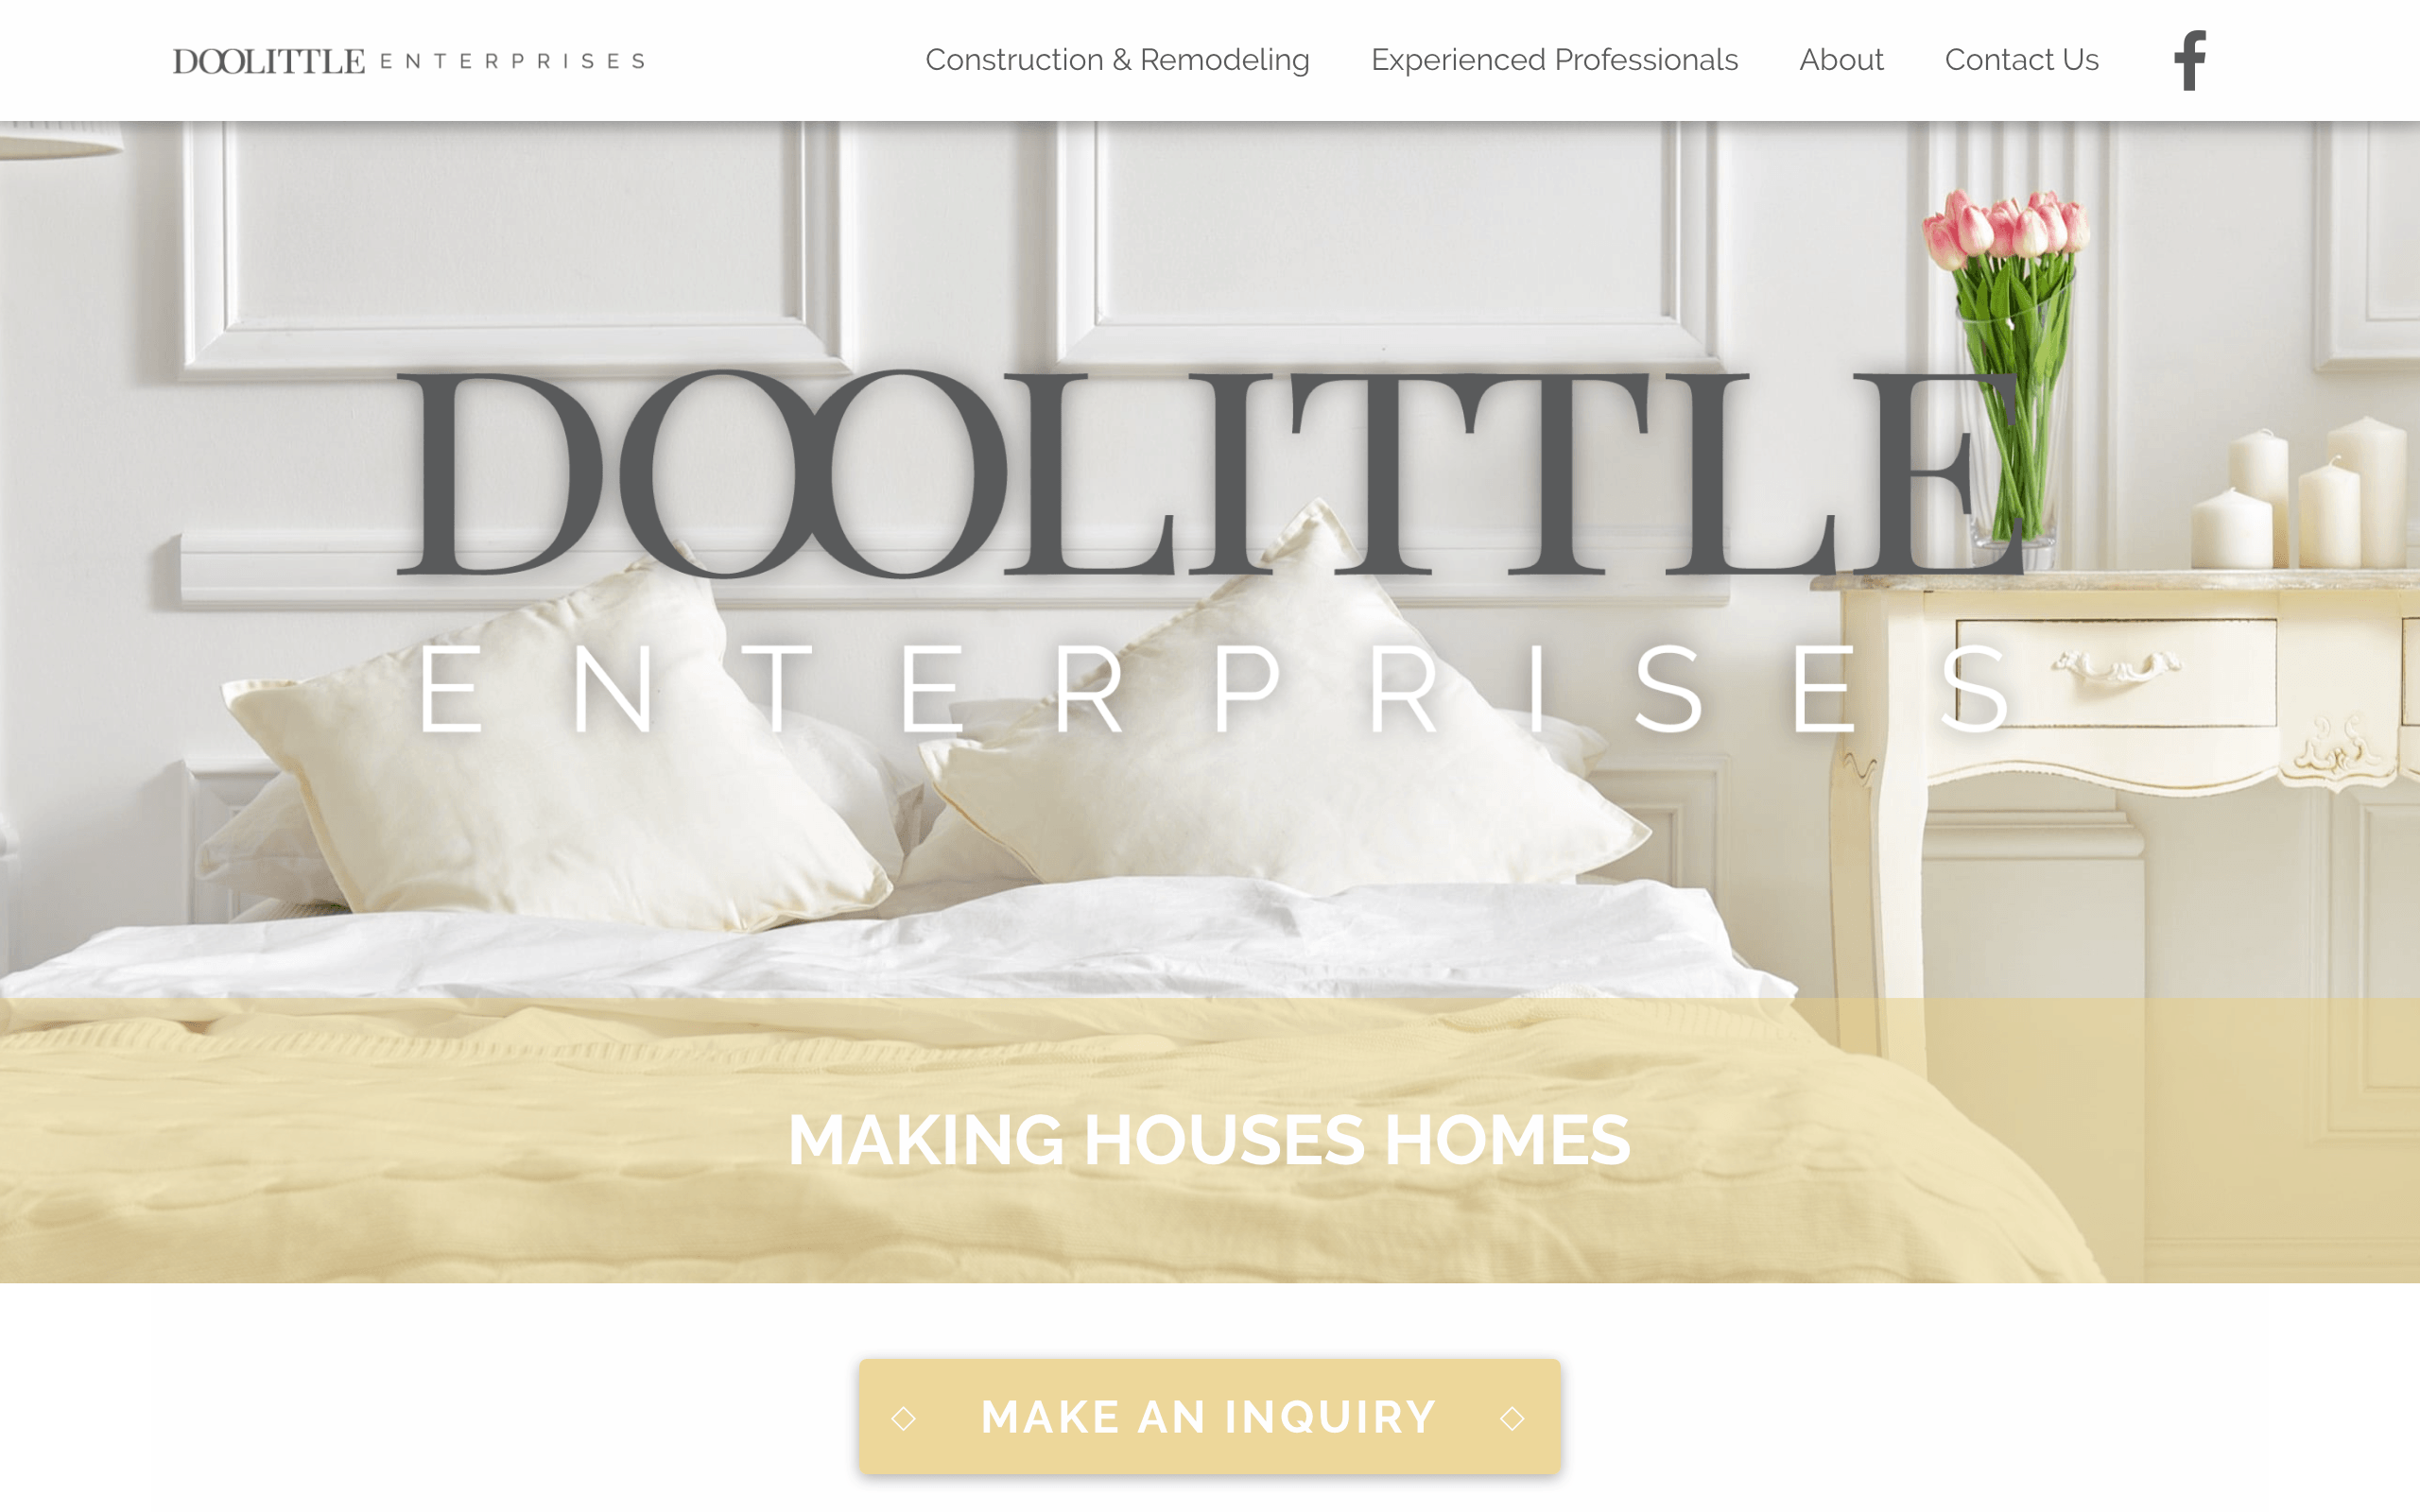 DOOLITTLE ENTERPRISES
Construction & Remodeling
Experienced Professionals
About
Contact Us
DOOLITTLE
ENTERPRISES
MAKING HOUSES HOMES
MAKE AN INQUIRY